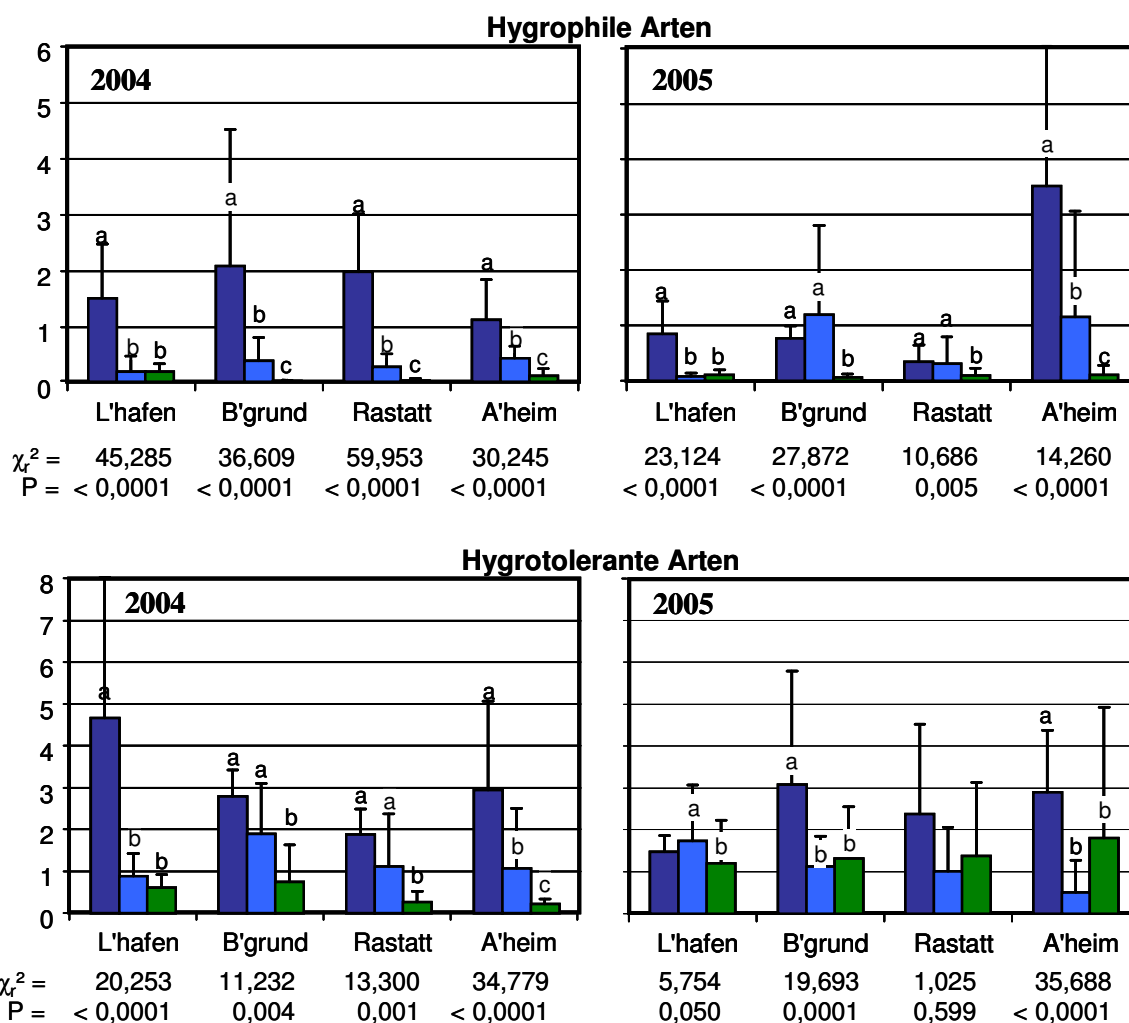 Hygrophile Arten
6 5 4 3 2 1 0
2004
a b b a b c a b c a b c
L'hafen B'grund Rastatt A'heim
χr² = 45,285 36,609 59,953 30,245
P = < 0,0001 < 0,0001 < 0,0001 < 0,0001
2005
a b b a a b a a b a b c
L'hafen B'grund Rastatt A'heim
23,124 27,872 10,686 14,260
< 0,0001 < 0,0001 0,005 < 0,0001
Hygrotolerante Arten
8 7 6 5 4 3 2 1 0
2004
a b b a a b a a b a b c
L'hafen B'grund Rastatt A'heim
χr² = 20,253 11,232 13,300 34,779
P = < 0,0001 0,004 0,001 < 0,0001
2005
a b a b b a b b
L'hafen B'grund Rastatt A'heim
5,754 19,693 1,025 35,688
0,050 0,0001 0,599 < 0,0001